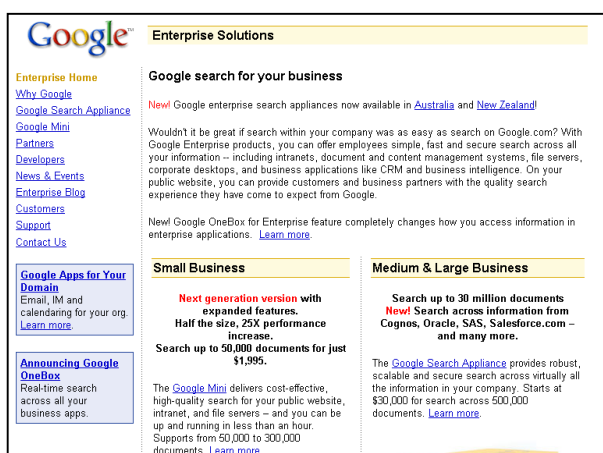 Google™
Enterprise Solutions
Enterprise Home
Why Google
Google Search Appliance
Google Mini
Partners
Developers
News & Events
Enterprise Blog
Customers
Support
Contact Us
Google Apps for Your
Domain
Email, IM and
calendaring for your org.
Learn more.
Announcing Google
OneBox
Real-time search
across all your
business apps.
Google search for your business
New! Google enterprise search appliances now available in Australia and New Zealand!
Wouldn't it be great if search within your company was as easy as search on Google.com? With
Google Enterprise products, you can offer employees simple, fast and secure search across all
your information -- including intranets, document and content management systems, file servers,
corporate desktops, and business applications like CRM and business intelligence. On your
public website, you can provide customers and business partners with the quality search
experience they have come to expect from Google.
New! Google OneBox for Enterprise feature completely changes how you access information in
enterprise applications. Learn more.
Small Business
Next generation version with
expanded features.
Half the size, 25X performance
increase.
Search up to 50,000 documents for just
$1,995.
The Google Mini delivers cost-effective,
high-quality search for your public website,
intranet, and file servers – and you can be
up and running in less than an hour.
Supports from 50,000 to 300,000
documents. Learn more.
Medium & Large Business
Search up to 30 million documents
New! Search across information from
Cognos, Oracle, SAS, Salesforce.com –
and many more.
The Google Search Appliance provides robust,
scalable and secure search across virtually all
the information in your company. Starts at
$30,000 for search across 500,000
documents. Learn more.